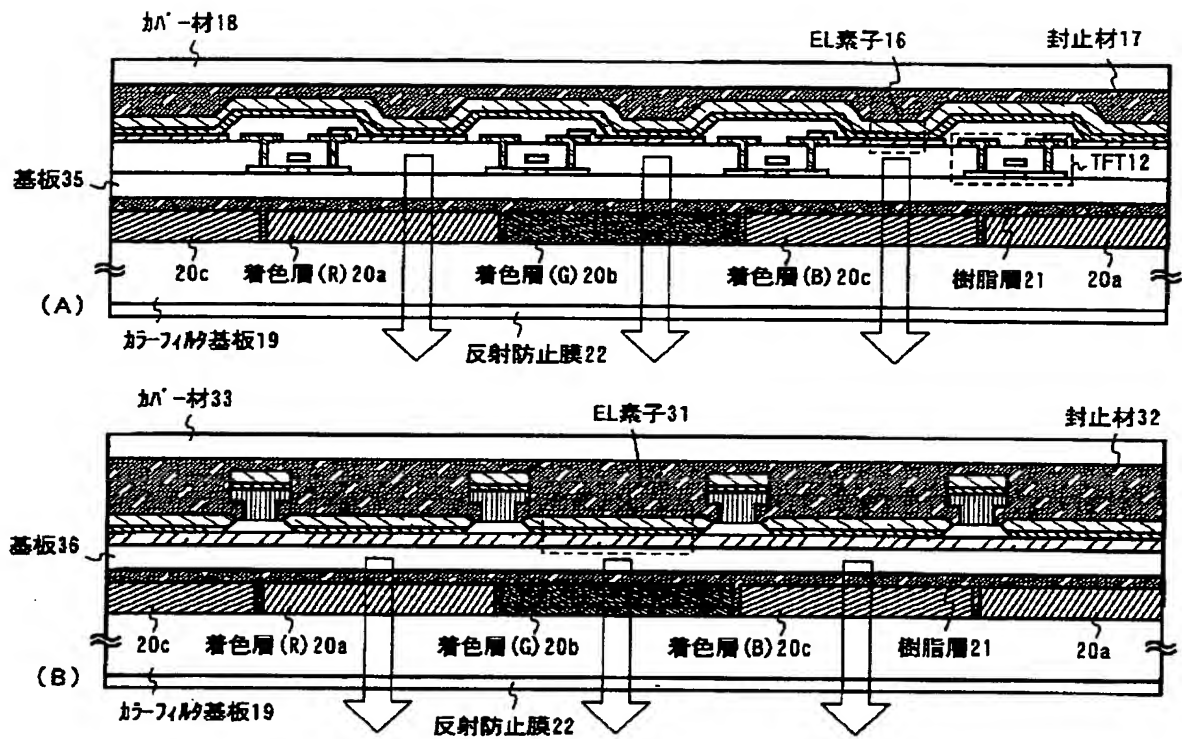 カバー材18
EL素子16
封止材17
基板35
TFT12
20c
着色層(R)20a
着色層(G)20b
着色層(B)20c
樹脂層21
20a
(A)
カラーフィルタ基板19
反射防止膜22
カバー材33
EL素子31
封止材32
基板36
20c
着色層(R)20a
着色層(G)20b
着色層(B)20c
樹脂層21
20a
(B)
カラーフィルタ基板19
反射防止膜22